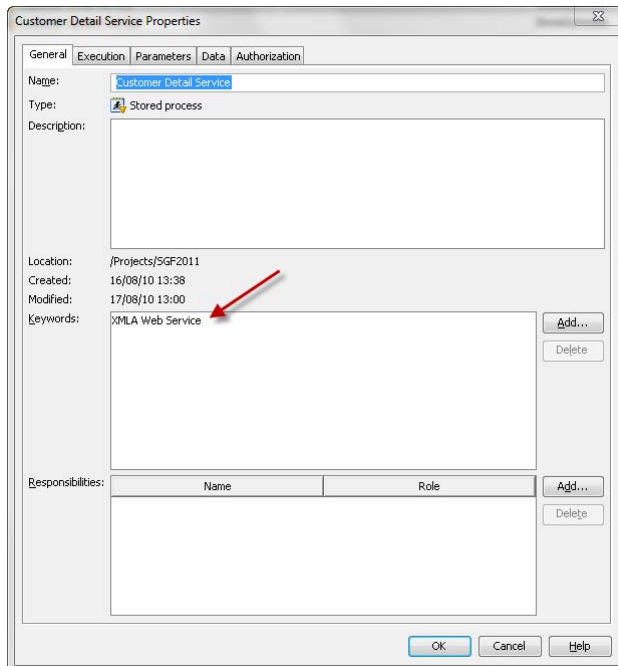 Customer Detail Service Properties
General Execution Parameters Data Authorization
Name: Customer Detail Service
Type: Stored process
Description:
Location: /Projects/SGF2011
Created: 16/08/10 13:38
Modified: 17/08/10 13:00
Keywords: XMLA Web Service Add...
Delete
Responsibilities: Name Role Add...
Delete
OK Cancel Help